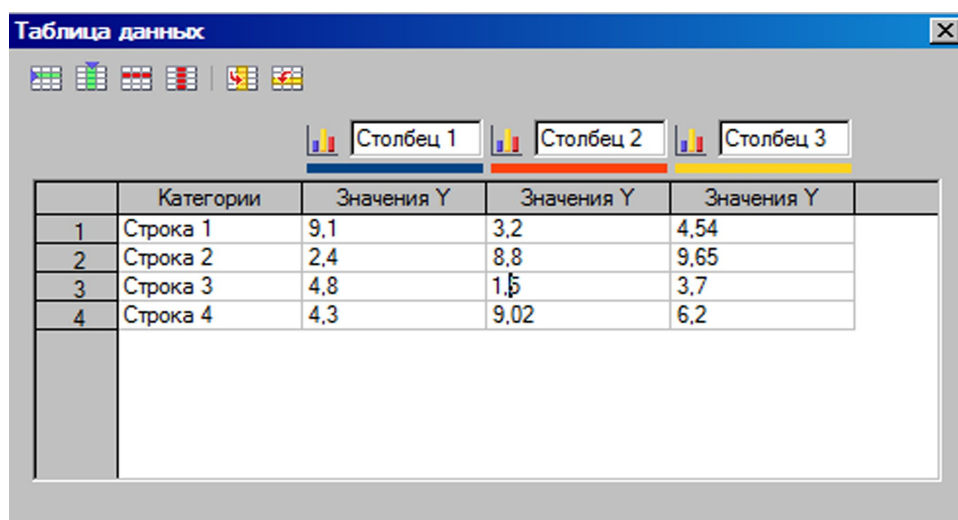 Таблица данных
Столбец 1 Столбец 2 Столбец 3
Категории Значения Y Значения Y Значения Y
1 Строка 1 9,1 3,2 4,54
2 Строка 2 2,4 8,8 9,65
3 Строка 3 4,8 1,5 3,7
4 Строка 4 4,3 9,02 6,2